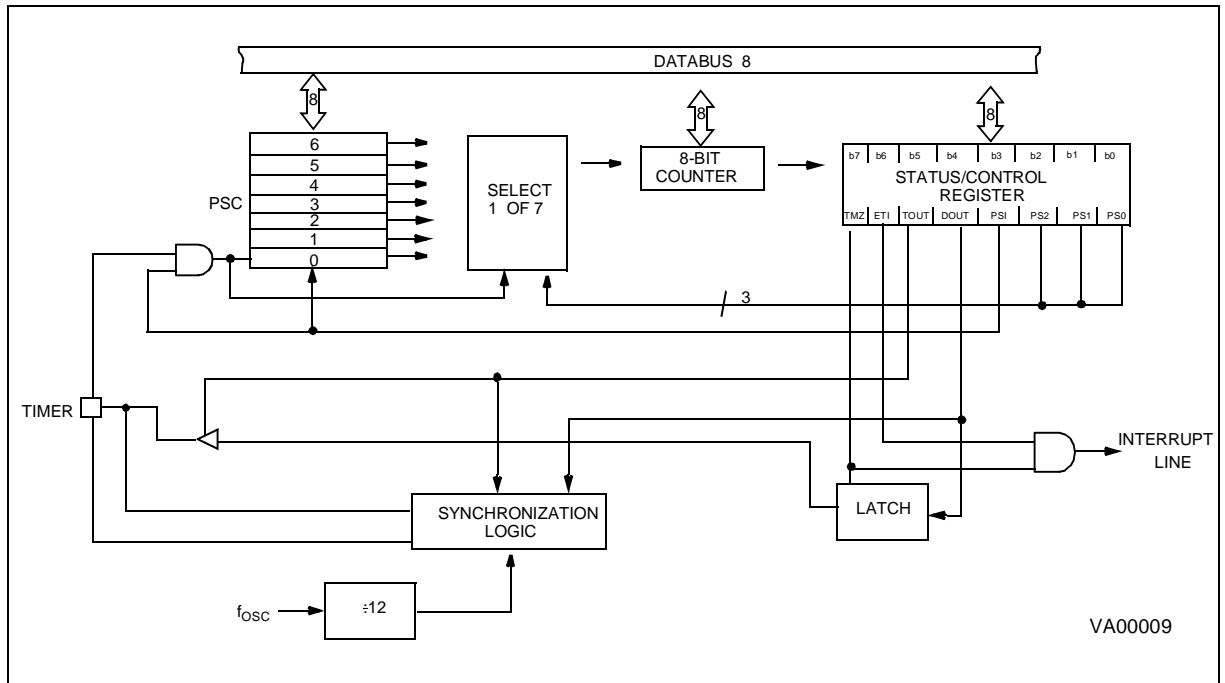 DATABUS 8
8
8
8
6
5
4
3
2
1
0
PSC
SELECT
1 OF 7
8-BIT
COUNTER
b7 b6 b5 b4 b3 b2 b1 b0
STATUS/CONTROL
REGISTER
TMZ ETI TOUT DOUT PSI PS2 PS1 PS0
3
TIMER
INTERRUPT
LINE
SYNCHRONIZATION
LOGIC
LATCH
fOSC
÷12
VA00009